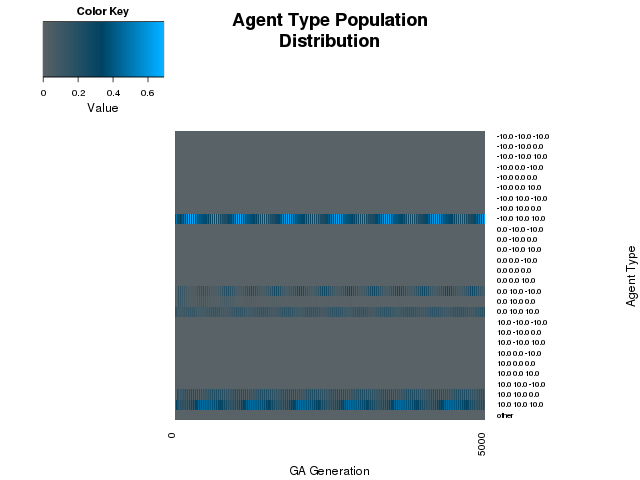 Color Key
Agent Type Population
Distribution
0 0.2 0.4 0.6
Value
-10.0 -10.0 -10.0
-10.0 -10.0 0.0
-10.0 -10.0 10.0
-10.0 0.0 -10.0
-10.0 0.0 0.0
-10.0 0.0 10.0
-10.0 10.0 -10.0
-10.0 10.0 0.0
-10.0 10.0 10.0
0.0 -10.0 -10.0
0.0 -10.0 0.0
0.0 -10.0 10.0
0.0 0.0 -10.0
0.0 0.0 0.0
0.0 0.0 10.0
0.0 10.0 -10.0
0.0 10.0 0.0
0.0 10.0 10.0
10.0 -10.0 -10.0
10.0 -10.0 0.0
10.0 -10.0 10.0
10.0 0.0 -10.0
10.0 0.0 0.0
10.0 0.0 10.0
10.0 10.0 -10.0
10.0 10.0 0.0
10.0 10.0 10.0
other
Agent Type
0 5000
GA Generation